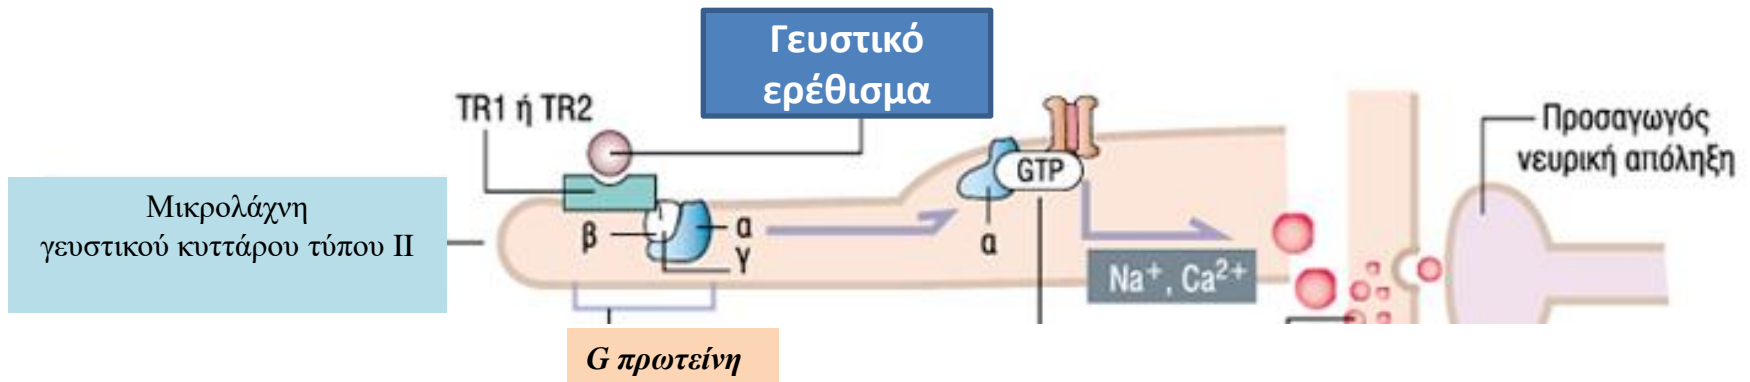 Γευστικό
ερέθισμα
TR1 ή TR2
Προσαγωγός
νευρική απόληξη
GTP
Μικρολάχνη
γευστικού κυττάρου τύπου ΙΙ
β
α
γ
α
Na⁺, Ca²⁺
G πρωτείνη